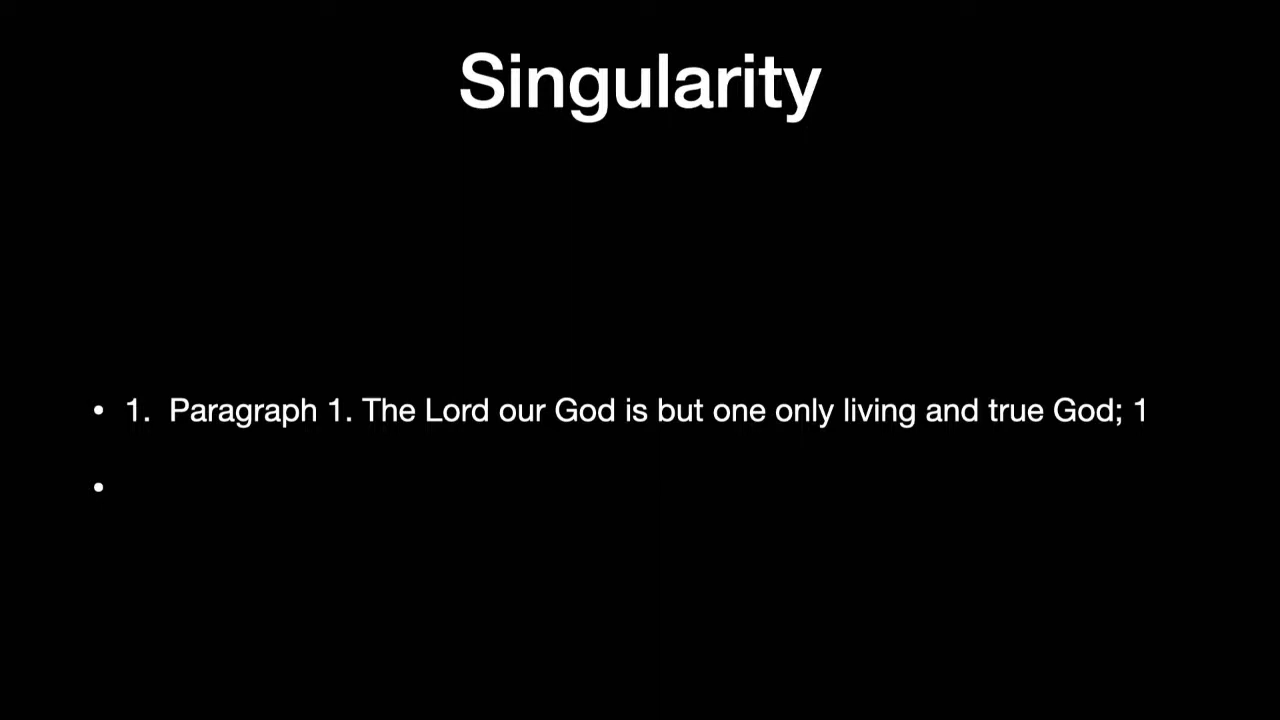 Singularity
• 1. Paragraph 1. The Lord our God is but one only living and true God; 1
•